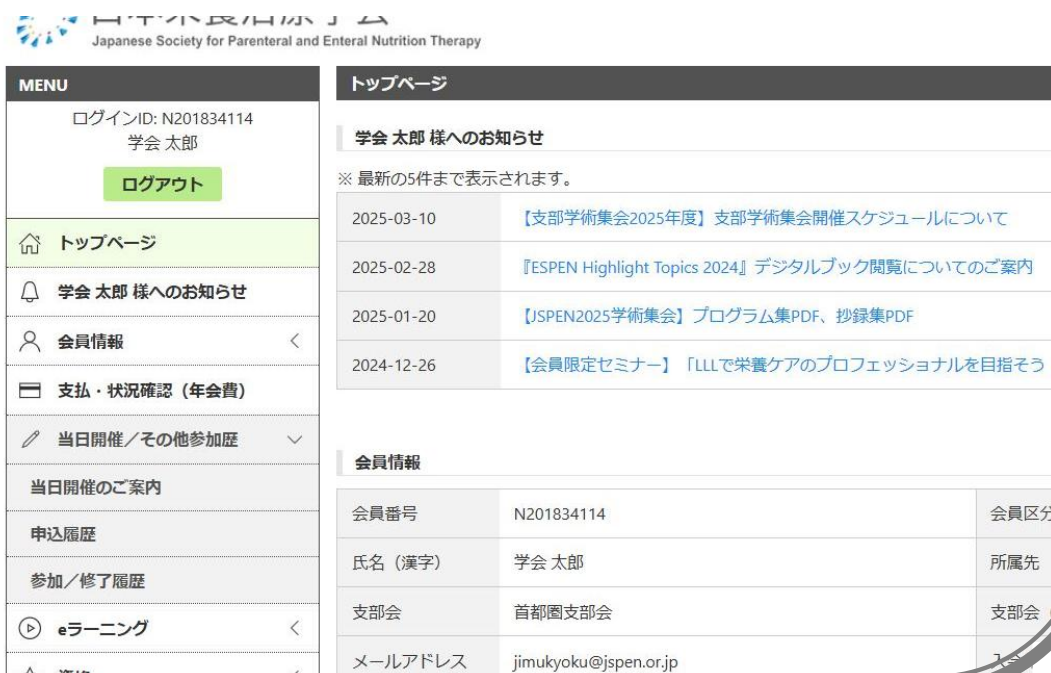 Japanese Society for Parenteral and Enteral Nutrition Therapy
MENU
ログインID: N201834114
学会 太郎
ログアウト
トップページ
学会 太郎 様へのお知らせ
会員情報
支払・状況確認（年会費）
当日開催／その他参加歴
当日開催のご案内
申込履歴
参加／修了履歴
eラーニング
トップページ
学会 太郎 様へのお知らせ
※ 最新の5件まで表示されます。
2025-03-10 【支部学術集会2025年度】支部学術集会開催スケジュールについて
2025-02-28 『ESPEN Highlight Topics 2024』デジタルブック閲覧についてのご案内
2025-01-20 【JSPEN2025学術集会】プログラム集PDF、抄録集PDF
2024-12-26 【会員限定セミナー】「LLLで栄養ケアのプロフェッショナルを目指そう
会員情報
会員番号 N201834114 会員区分
氏名（漢字） 学会 太郎 所属先
支部会 首都圏支部会 支部会
メールアドレス jimukyoku@jspen.or.jp